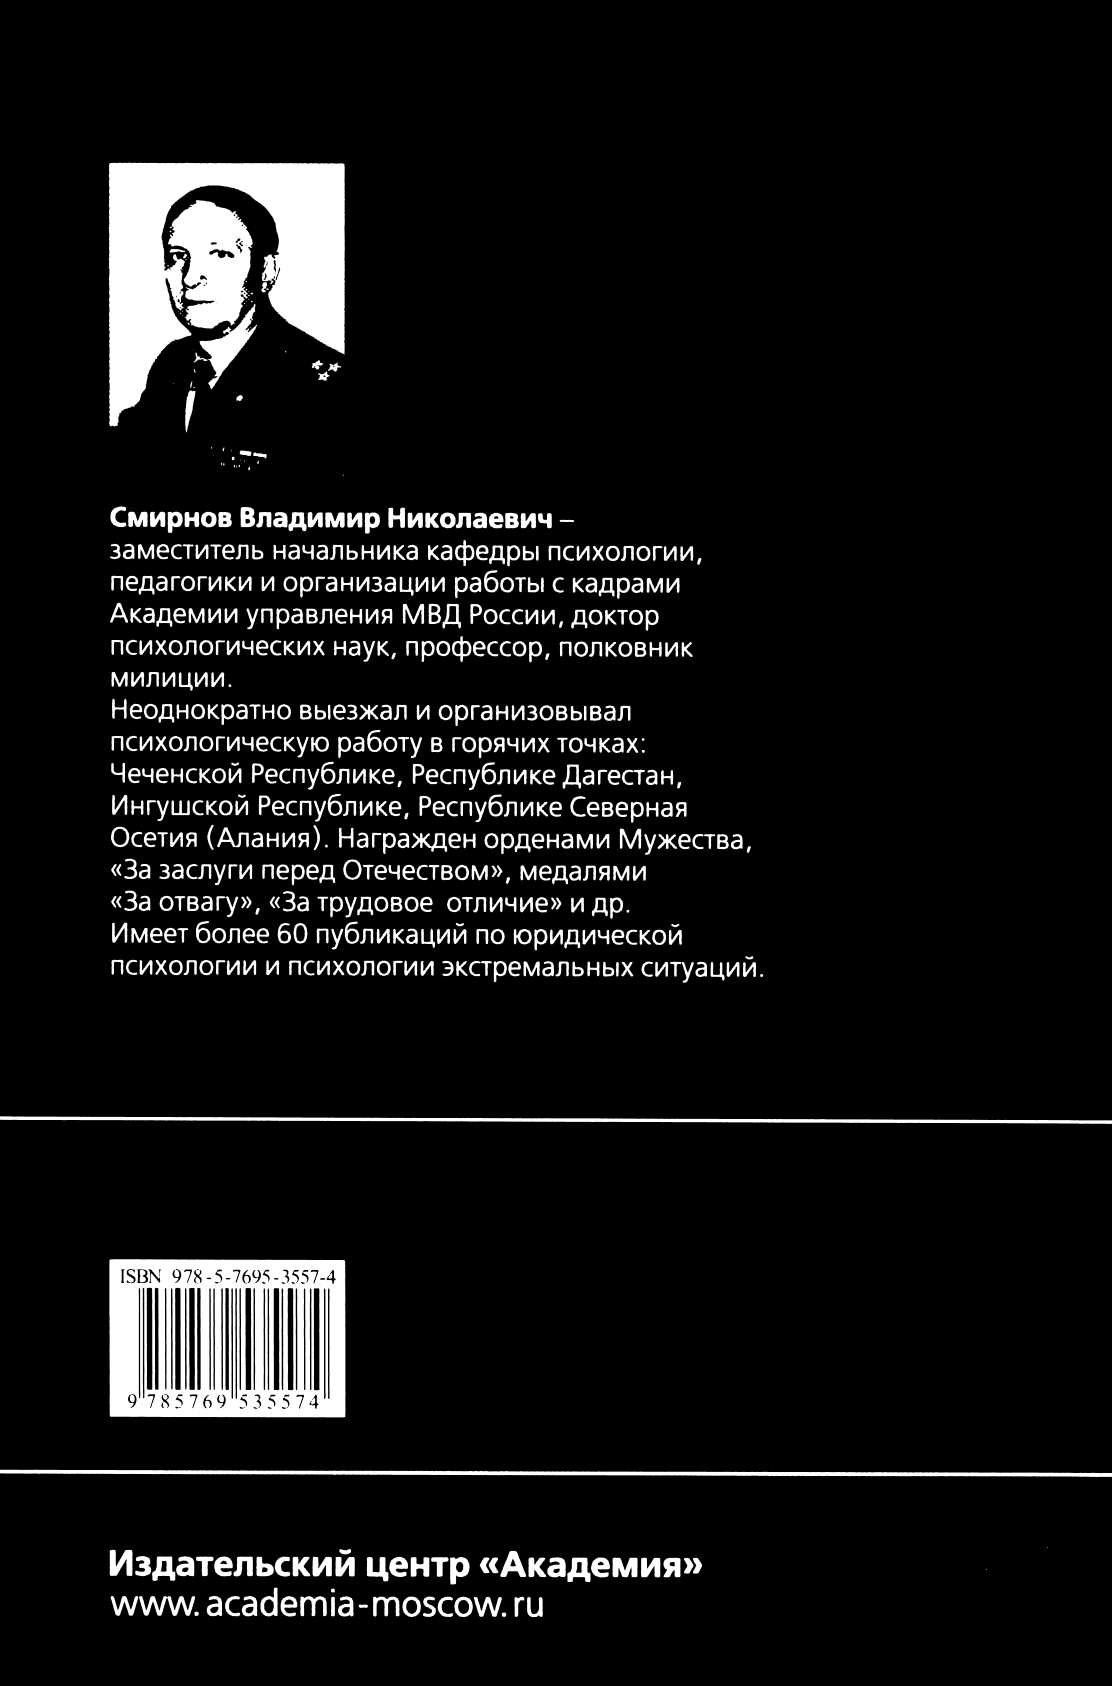 Смирнов Владимир Николаевич –
заместитель начальника кафедры психологии,
педагогики и организации работы с кадрами
Академии управления МВД России, доктор
психологических наук, профессор, полковник
милиции.
Неоднократно выезжал и организовывал
психологическую работу в горячих точках:
Чеченской Республике, Республике Дагестан,
Ингушской Республике, Республике Северная
Осетия (Алания). Награжден орденами Мужества,
«За заслуги перед Отечеством», медалями
«За отвагу», «За трудовое отличие» и др.
Имеет более 60 публикаций по юридической
психологии и психологии экстремальных ситуаций.
ISBN 978-5-7695-3557-4
9 785769 535574
Издательский центр «Академия»
www.academia-moscow.ru